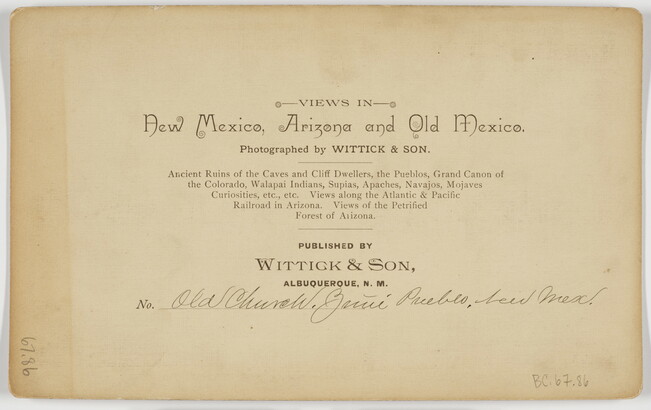 VIEWS IN
New Mexico, Arizona and Old Mexico.
Photographed by WITTICK & SON.
Ancient Ruins of the Caves and Cliff Dwellers, the Pueblos, Grand Canon of
the Colorado, Walapai Indians, Supias, Apaches, Navajos, Mojaves
Curiosities, etc., etc. Views along the Atlantic & Pacific
Railroad in Arizona. Views of the Petrified
Forest of Arizona.
PUBLISHED BY
WITTICK & SON,
ALBUQUERQUE, N. M.
No. Old Church, Zuñi Pueblo, New Mex.
67.86
BC.67.86